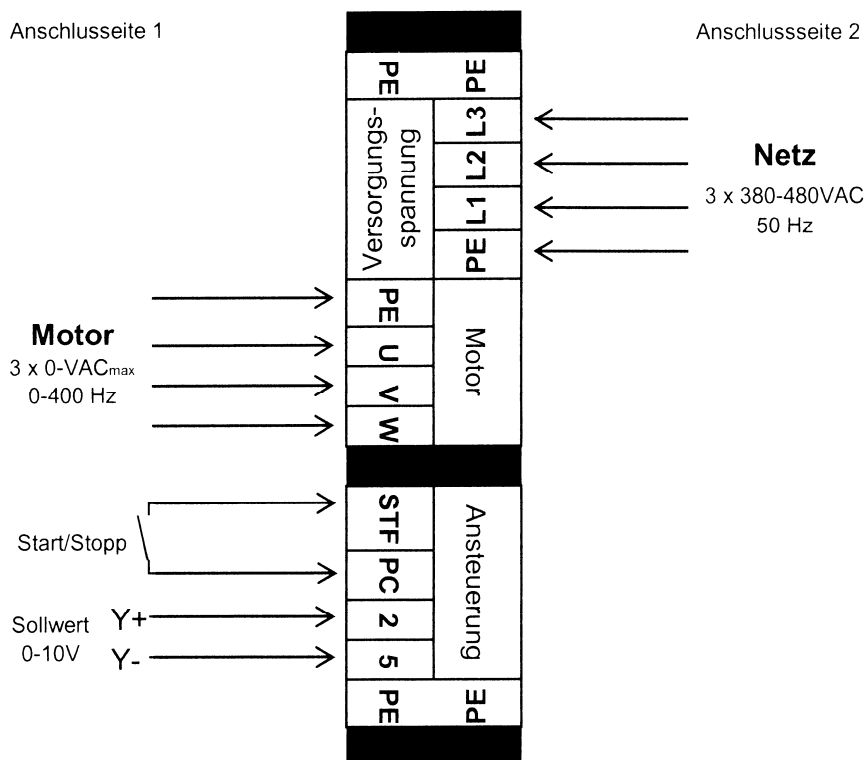 Anschlusseite 1
Anschlussseite 2
PE PE
Versorgungs-
spannung
L3
L2
L1
PE
Netz
3 x 380-480VAC
50 Hz
Motor
3 x 0-VACmax
0-400 Hz
PE
U
V
W
Motor
Start/Stopp
STF
PC
Sollwert
0-10V
Y+
Y-
2
5
Ansteuerung
PE PE